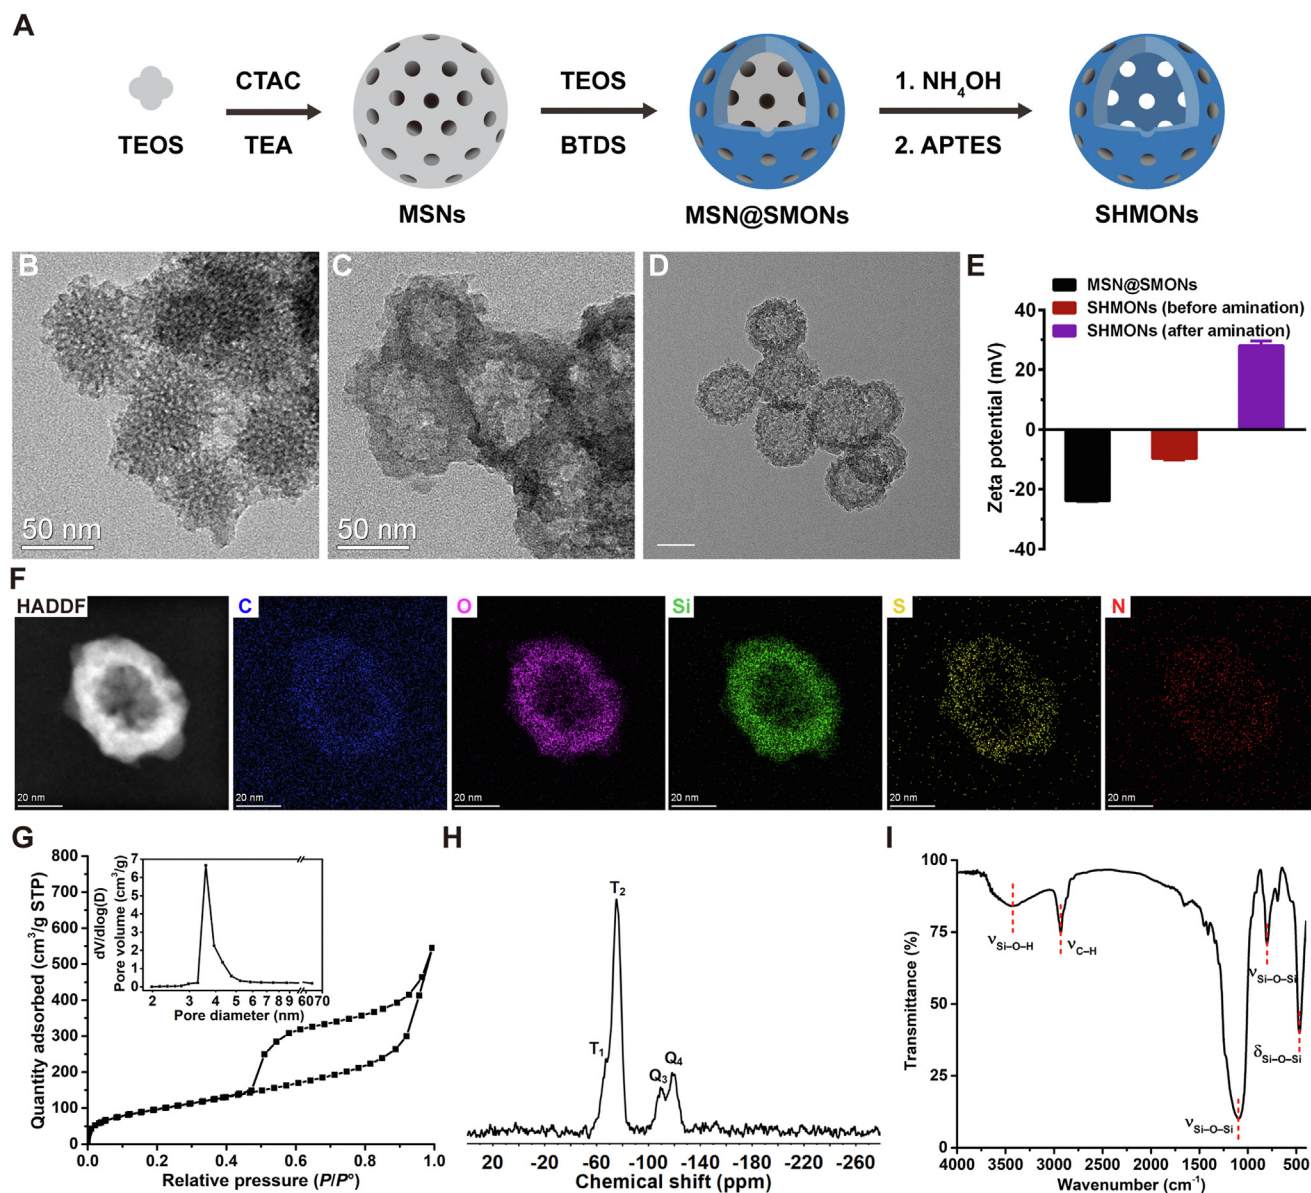 A
TEOS
CTAC
TEA
MSNs
TEOS
BTDS
MSN@SMONs
1. NH₄OH
2. APTES
SHMONs
B
50 nm
C
50 nm
D
E
MSN@SMONs
SHMONs (before amination)
SHMONs (after amination)
Zeta potential (mV)
40
20
0
-20
-40
F
HADDF
20 nm
C
20 nm
O
20 nm
Si
20 nm
S
20 nm
N
20 nm
G
Quantity adsorbed (cm³/g STP)
800
700
600
500
400
300
200
100
0
0.0 0.2 0.4 0.6 0.8 1.0
Relative pressure (P/P°)
dV/dlog(D)
Pore volume (cm³/g)
7
6
5
4
3
2
1
0
2 3 4 5 6 7 8 9 60 70
Pore diameter (nm)
H
T₂
T₁
Q₃
Q₄
20 -20 -60 -100 -140 -180 -220 -260
Chemical shift (ppm)
I
Transmittance (%)
100
75
50
25
0
νSi–O–H
νC–H
νSi–O–Si
δSi–O–Si
νSi–O–Si
4000 3500 3000 2500 2000 1500 1000 500
Wavenumber (cm⁻¹)